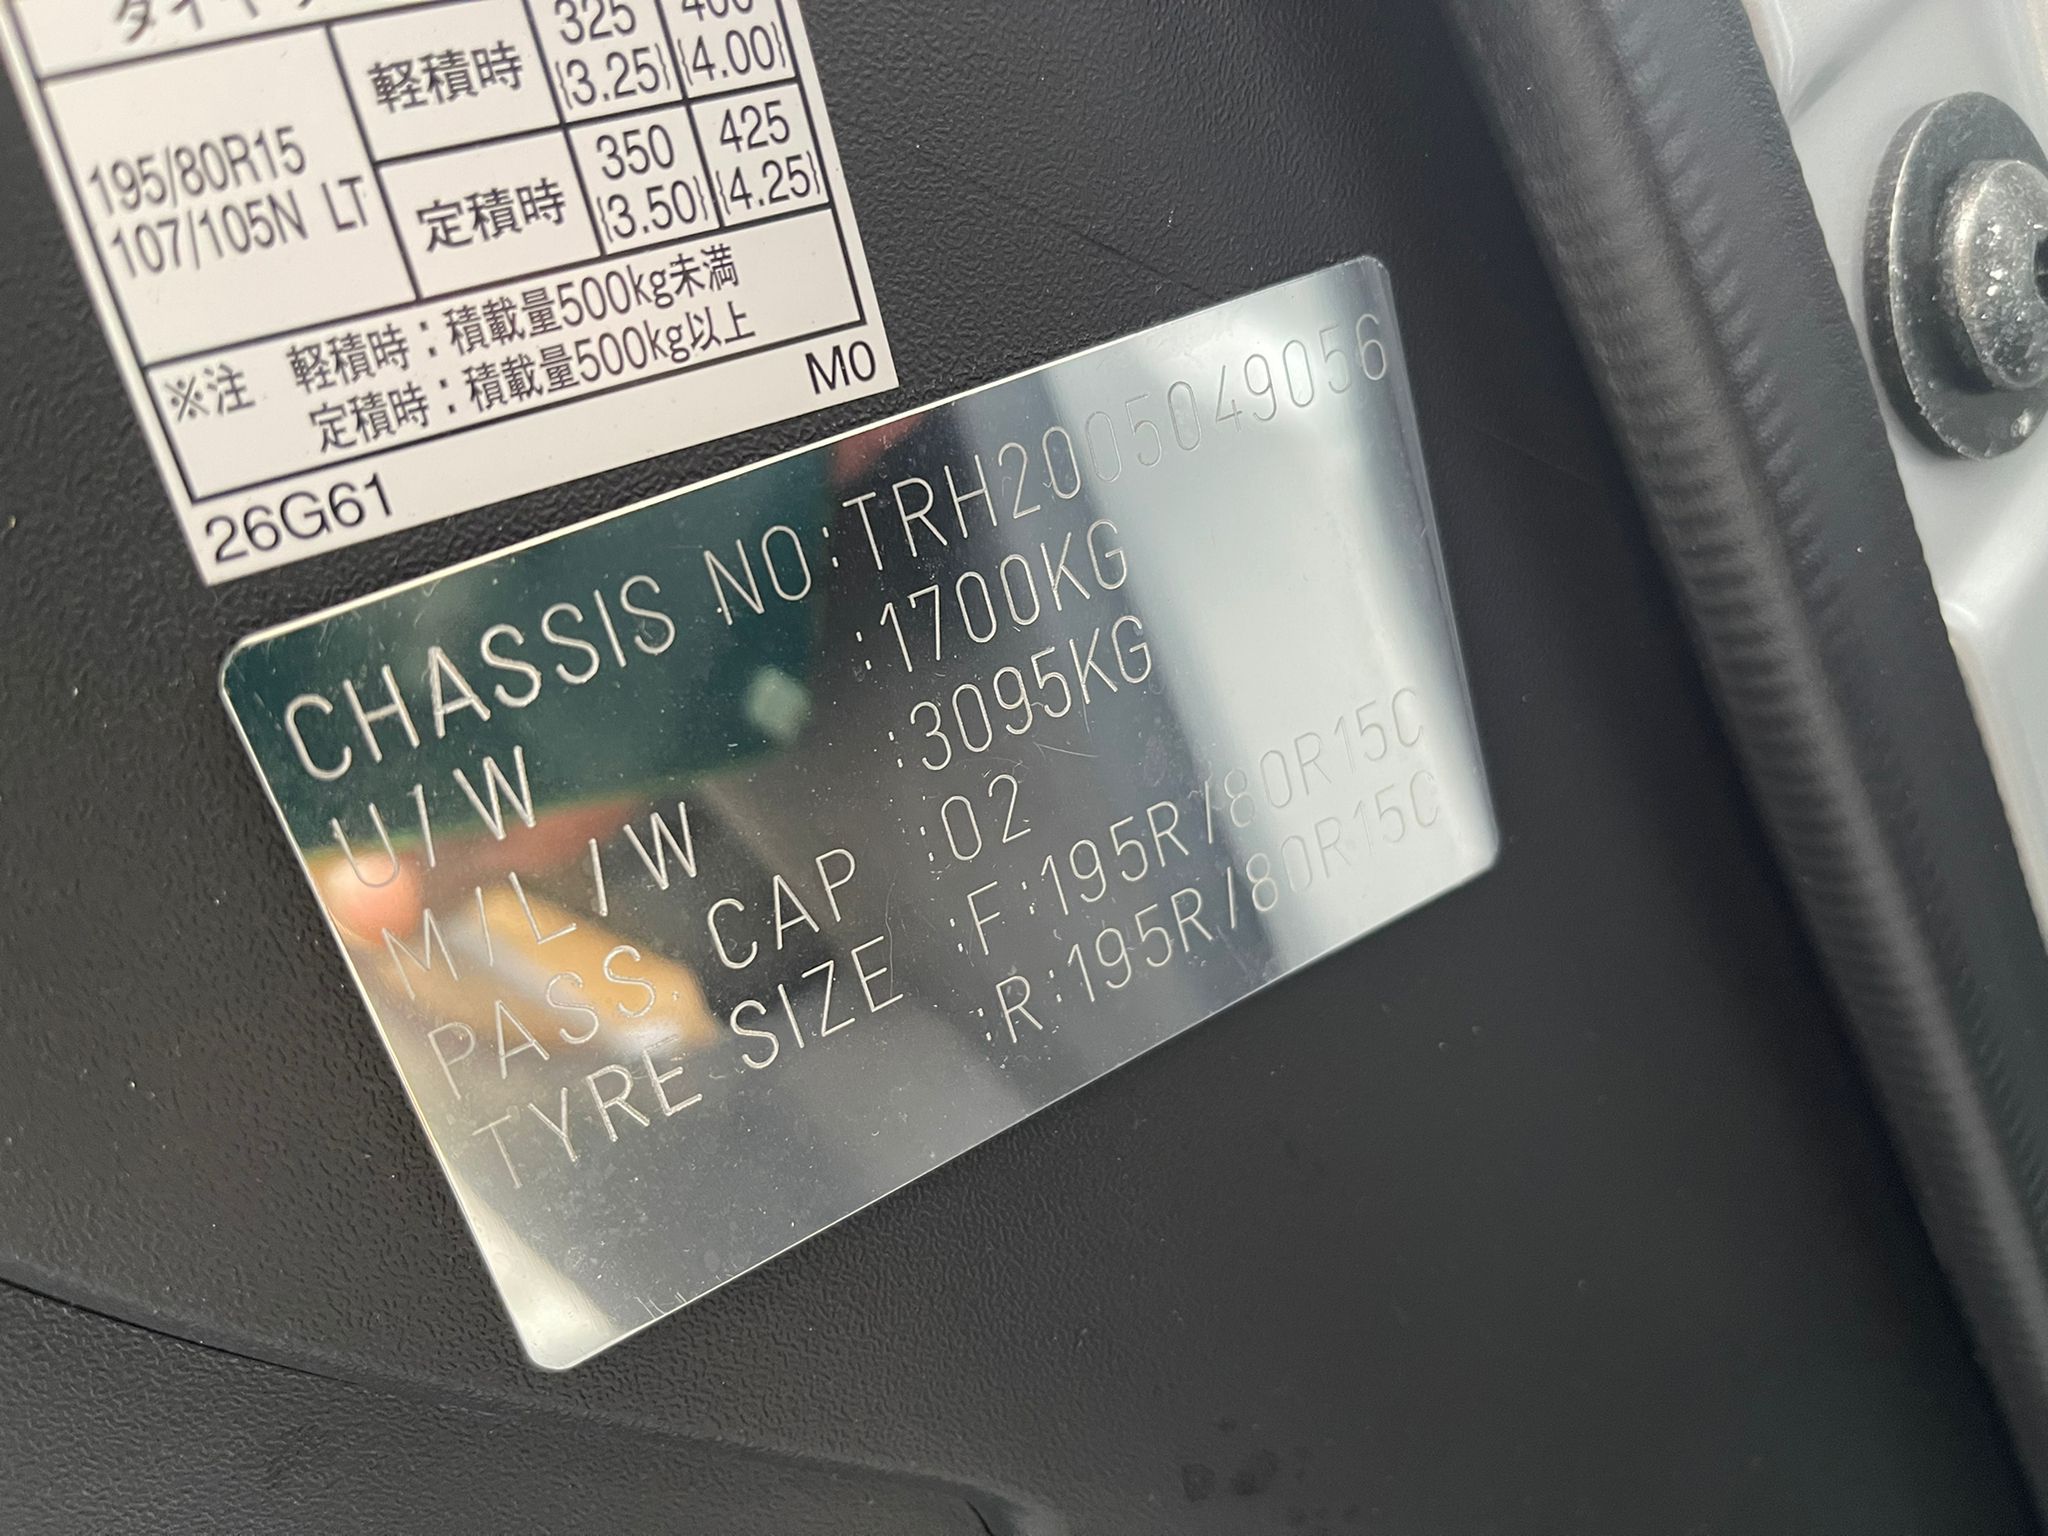 325
{3.25}
400
{4.00}
195/80R15
107/105N LT
軽積時
定積時
350
{3.50}
425
{4.25}
※注 軽積時：積載量500kg未満
定積時：積載量500kg以上
M0
26G61
CHASSIS NO:TRH2005049056
U/W :1700KG
M/L/W :3095KG
PASS. CAP :02
TYRE SIZE :F:195R/80R15C
:R:195R/80R15C